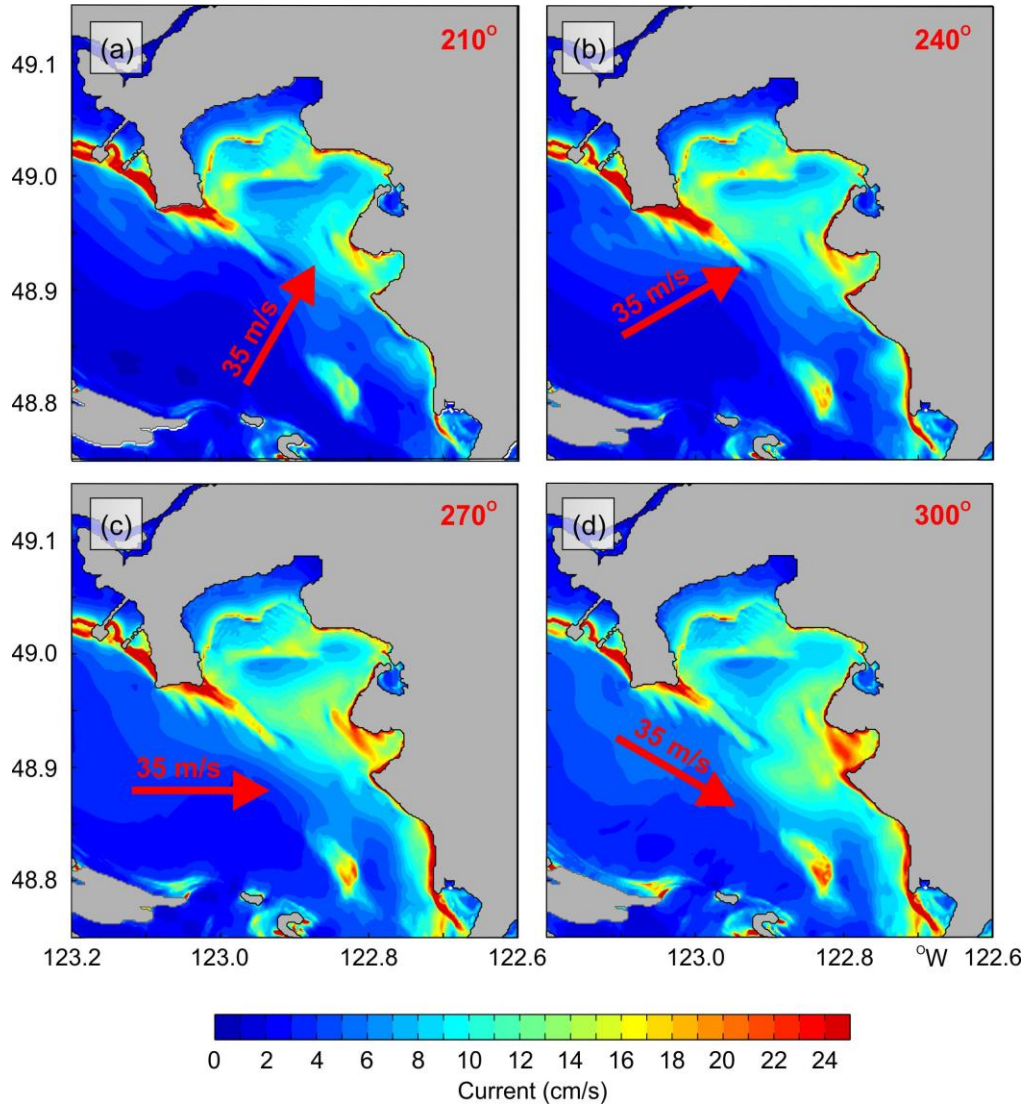 (a) 210° (b) 240°
49.1
49.0
48.9
48.8
35 m/s 35 m/s
(c) 270° (d) 300°
49.1
49.0
48.9
48.8
35 m/s 35 m/s
123.2 123.0 122.8 122.6 123.0 122.8 °W 122.6
0 2 4 6 8 10 12 14 16 18 20 22 24
Current (cm/s)